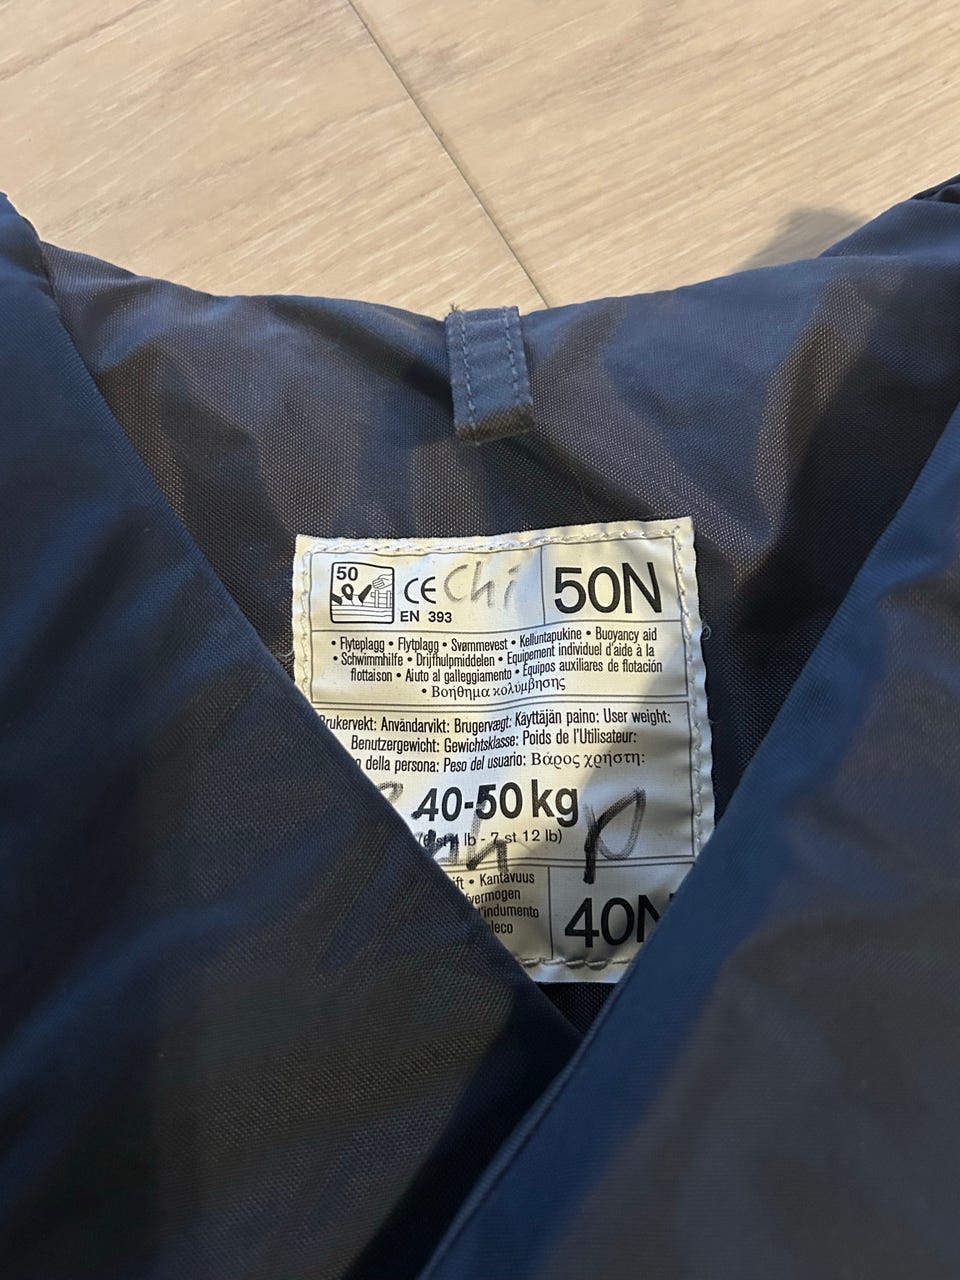 50
CE
Chi
50N
EN 393
• Flyteplagg • Flytplagg • Svømmevest • Kelluntapukine • Buoyancy aid
• Schwimmhilfe • Drijfhulpmiddelen • Equipement individuel d'aide à la
flottaison • Aiuto al galleggiamento • Equipos auxiliares de flotación
• Βοήθημα κολύμβησης
Brukervekt: Användarvikt: Brugervægt: Käyttäjän paino: User weight:
Benutzergewicht: Gewichtsklasse: Poids de l'Utilisateur:
della persona: Peso del usuario: Βάρος χρήστη:
40-50 kg
lb - 7 st 12 lb)
• Kantavuus
40N